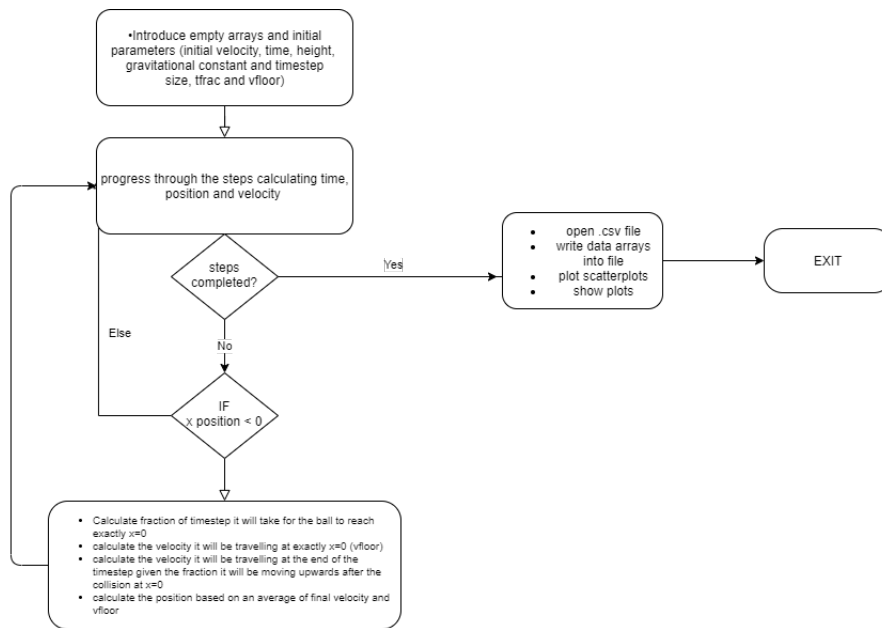 •Introduce empty arrays and initial
parameters (initial velocity, time, height,
gravitational constant and timestep
size, tfrac and vfloor)
progress through the steps calculating time,
position and velocity
steps
completed?
Yes
• open .csv file
• write data arrays
into file
• plot scatterplots
• show plots
EXIT
Else
No
IF
x position < 0
• Calculate fraction of timestep it will take for the ball to reach
exactly x=0
• calculate the velocity it will be travelling at exactly x=0 (vfloor)
• calculate the velocity it will be travelling at the end of the
timestep given the fraction it will be moving upwards after the
collision at x=0
• calculate the position based on an average of final velocity and
vfloor